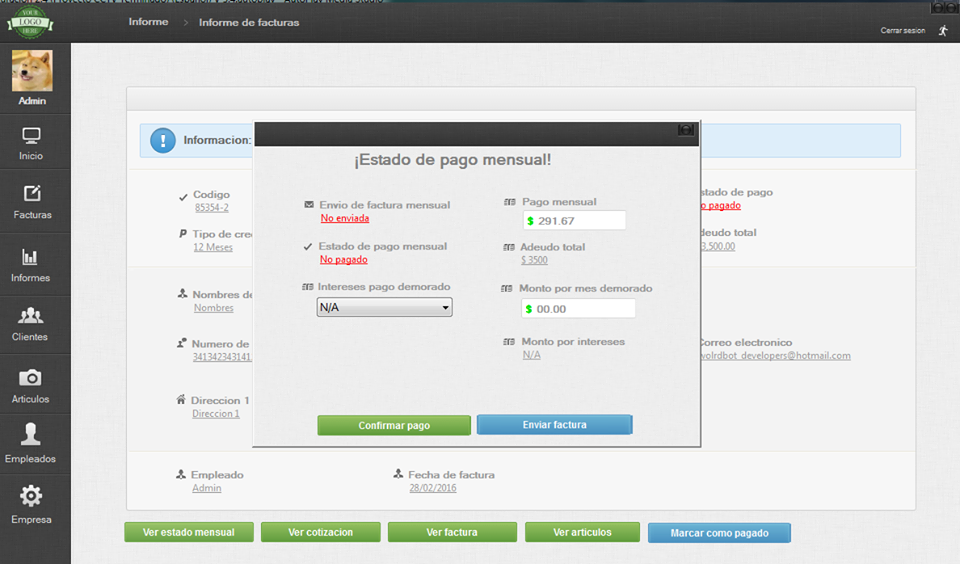 YOUR
LOGO
HERE
Informe > Informe de facturas
Cerrar sesion
Admin
Inicio
Facturas
Informes
Clientes
Articulos
Empleados
Empresa
Informacion:
Codigo
85354-2
Tipo de cre
12 Meses
Nombres de
Nombres
Numero de
341342343141
Direccion 1
Direccion 1
¡Estado de pago mensual!
Envio de factura mensual
No enviada
Estado de pago mensual
No pagado
Intereses pago demorado
N/A
Pago mensual
$ 291.67
Adeudo total
$ 3500
Monto por mes demorado
$ 00.00
Monto por intereses
N/A
Confirmar pago
Enviar factura
stado de pago
o pagado
deudo total
3,500.00
Correo electronico
volrdbot_developers@hotmail.com
Empleado
Admin
Fecha de factura
28/02/2016
Ver estado mensual
Ver cotizacion
Ver factura
Ver articulos
Marcar como pagado